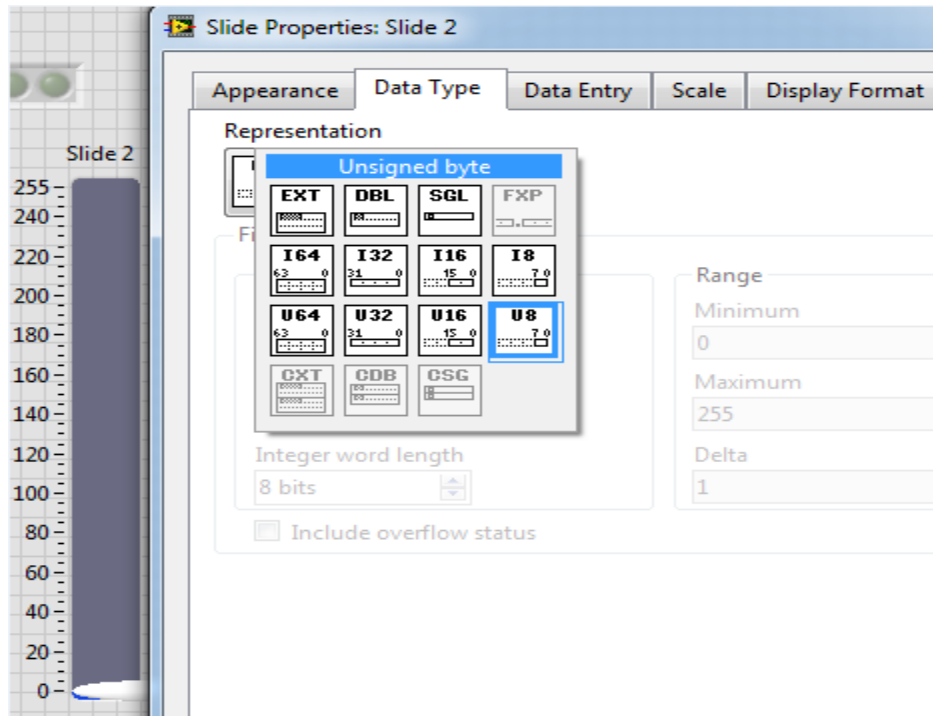 Slide Properties: Slide 2
Appearance
Data Type
Data Entry
Scale
Display Format
Representation
Slide 2
Unsigned byte
EXT
DBL
SGL
FXP
I64
63 0
I32
31 0
I16
15 0
I8
7 0
U64
63 0
U32
31 0
U16
15 0
U8
7 0
CXT
CDB
CSG
Fi
Range
Minimum
0
Maximum
255
Integer word length
8 bits
Delta
1
Include overflow status
255
240
220
200
180
160
140
120
100
80
60
40
20
0